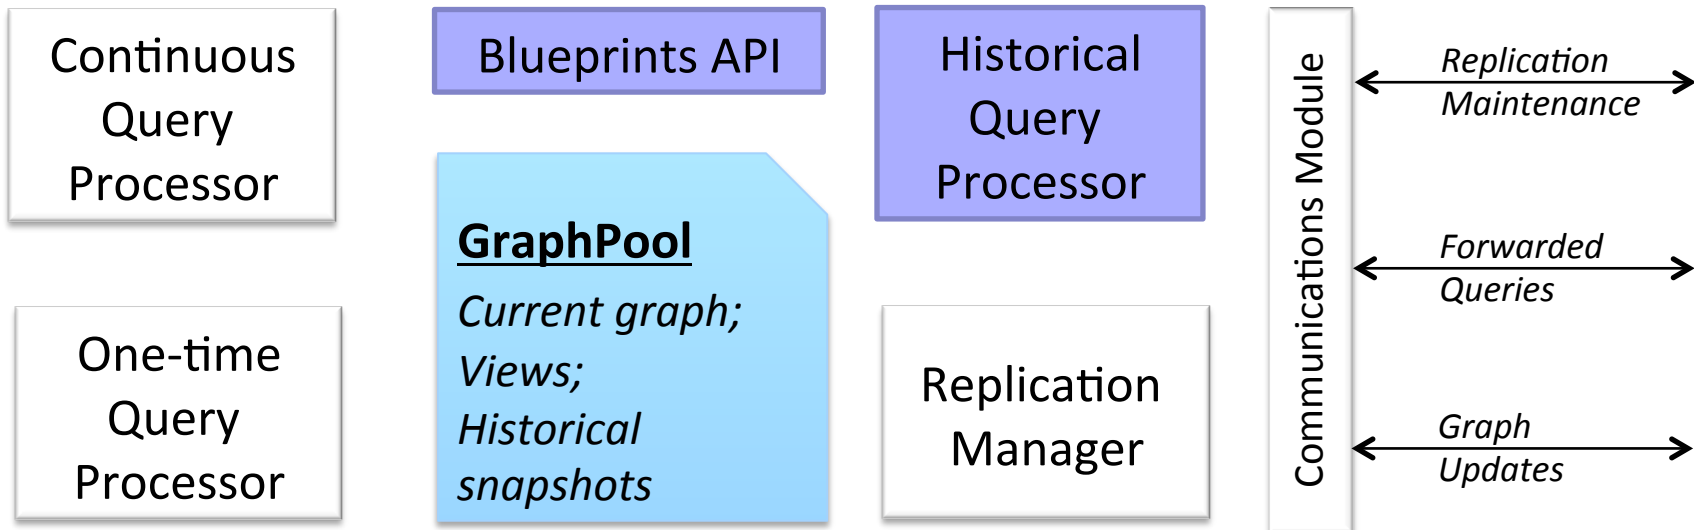 Continuous
Query
Processor
Blueprints API
Historical
Query
Processor
GraphPool
Current graph;
Views;
Historical
snapshots
One-time
Query
Processor
Replication
Manager
Communications Module
Replication
Maintenance
Forwarded
Queries
Graph
Updates